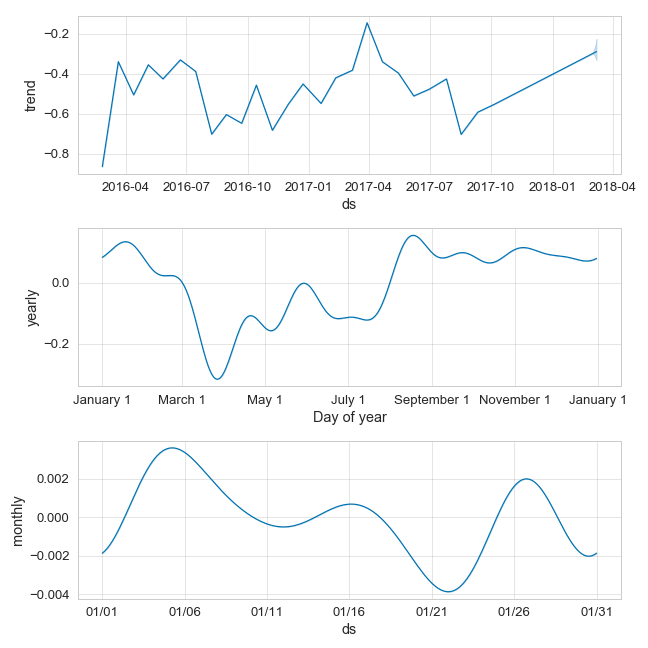 −0.2
−0.4
−0.6
−0.8
trend
2016-04 2016-07 2016-10 2017-01 2017-04 2017-07 2017-10 2018-01 2018-04
ds
0.0
−0.2
yearly
January 1 March 1 May 1 July 1 September 1 November 1 January 1
Day of year
0.002
0.000
−0.002
−0.004
monthly
01/01 01/06 01/11 01/16 01/21 01/26 01/31
ds